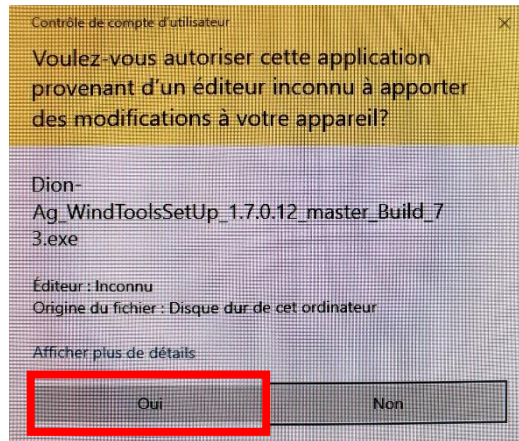 Contrôle de compte d'utilisateur
Voulez-vous autoriser cette application
provenant d'un éditeur inconnu à apporter
des modifications à votre appareil?
Dion-
Ag_WindToolsSetUp_1.7.0.12_master_Build_7
3.exe
Éditeur : Inconnu
Origine du fichier : Disque dur de cet ordinateur
Afficher plus de détails
Oui Non